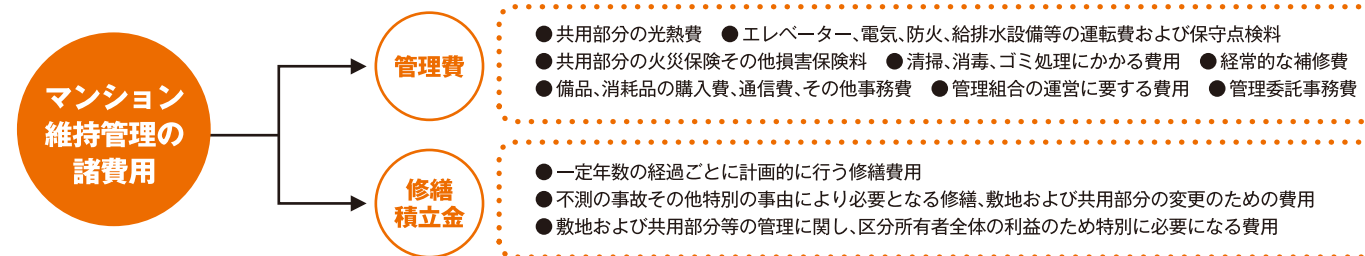 マンション
維持管理の
諸費用
管理費
●共用部分の光熱費 ●エレベーター、電気、防火、給排水設備等の運転費および保守点検料
●共用部分の火災保険その他損害保険料 ●清掃、消毒、ゴミ処理にかかる費用 ●経常的な補修費
●備品、消耗品の購入費、通信費、その他事務費 ●管理組合の運営に要する費用 ●管理委託事務費
修繕
積立金
●一定年数の経過ごとに計画的に行う修繕費用
●不測の事故その他特別の事由により必要となる修繕、敷地および共用部分の変更のための費用
●敷地および共用部分等の管理に関し、区分所有者全体の利益のため特別に必要になる費用